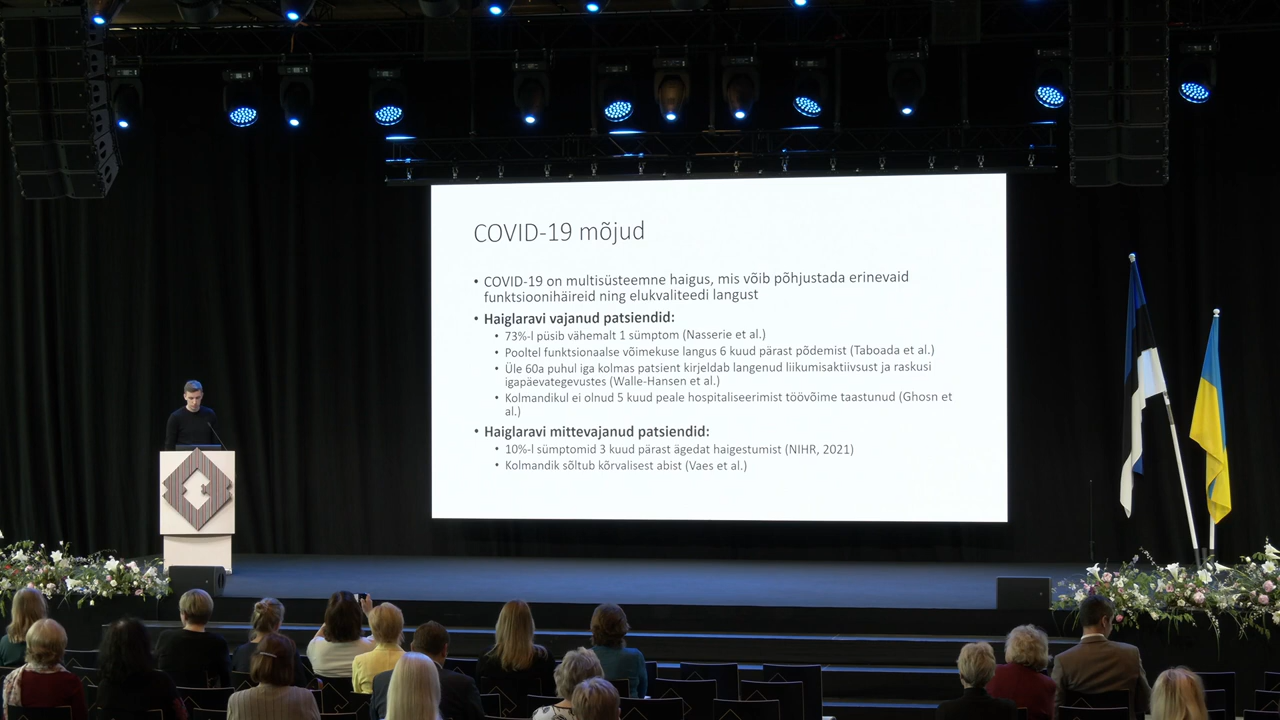 COVID-19 mõjud
• COVID-19 on multisüsteemne haigus, mis võib põhjustada erinevaid
funktsioonihäireid ning elukvaliteedi langust
• Haiglaravi vajanud patsiendid:
• 73%-l püsib vähemalt 1 sümptom (Nasserie et al.)
• Pooltel funktsionaalse võimekuse langus 6 kuud pärast põdemist (Taboada et al.)
• Üle 60a puhul iga kolmas patsient kirjeldab langenud liikumisaktiivsust ja raskusi
igapäevategevustes (Walle-Hansen et al.)
• Kolmandikul ei olnud 5 kuud peale hospitaliseerimist töövõime taastunud (Ghosn et
al.)
• Haiglaravi mittevajanud patsiendid:
• 10%-l sümptomid 3 kuud pärast ägedat haigestumist (NIHR, 2021)
• Kolmandik sõltub kõrvalisest abist (Vaes et al.)